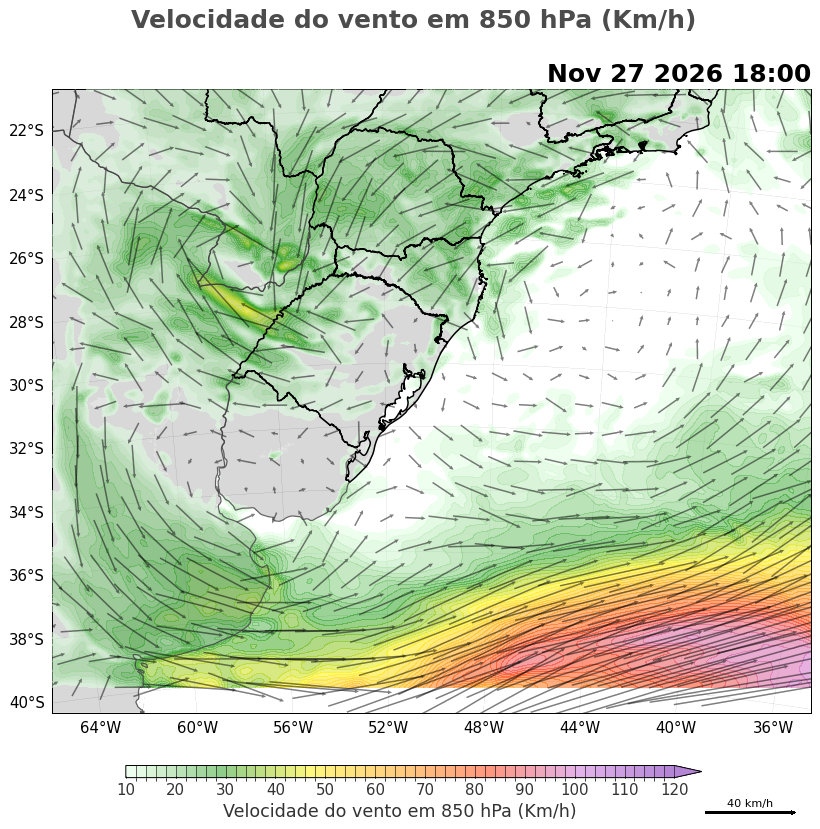 Velocidade do vento em 850 hPa (Km/h)
Nov 27 2026 18:00
22°S
24°S
26°S
28°S
30°S
32°S
34°S
36°S
38°S
40°S
64°W 60°W 56°W 52°W 48°W 44°W 40°W 36°W
10 20 30 40 50 60 70 80 90 100 110 120
Velocidade do vento em 850 hPa (Km/h)
40 km/h